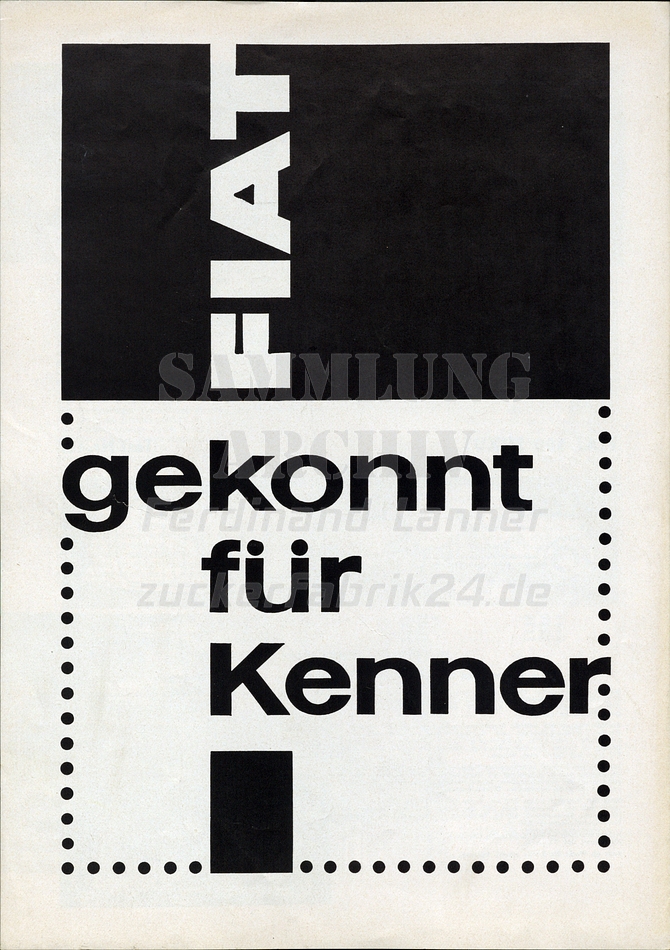 FIAT
SAMMLUNG
ARCHIV
gekonnt
Ferdinand Lanner
für
zuckerfabrik24.de
Kenner